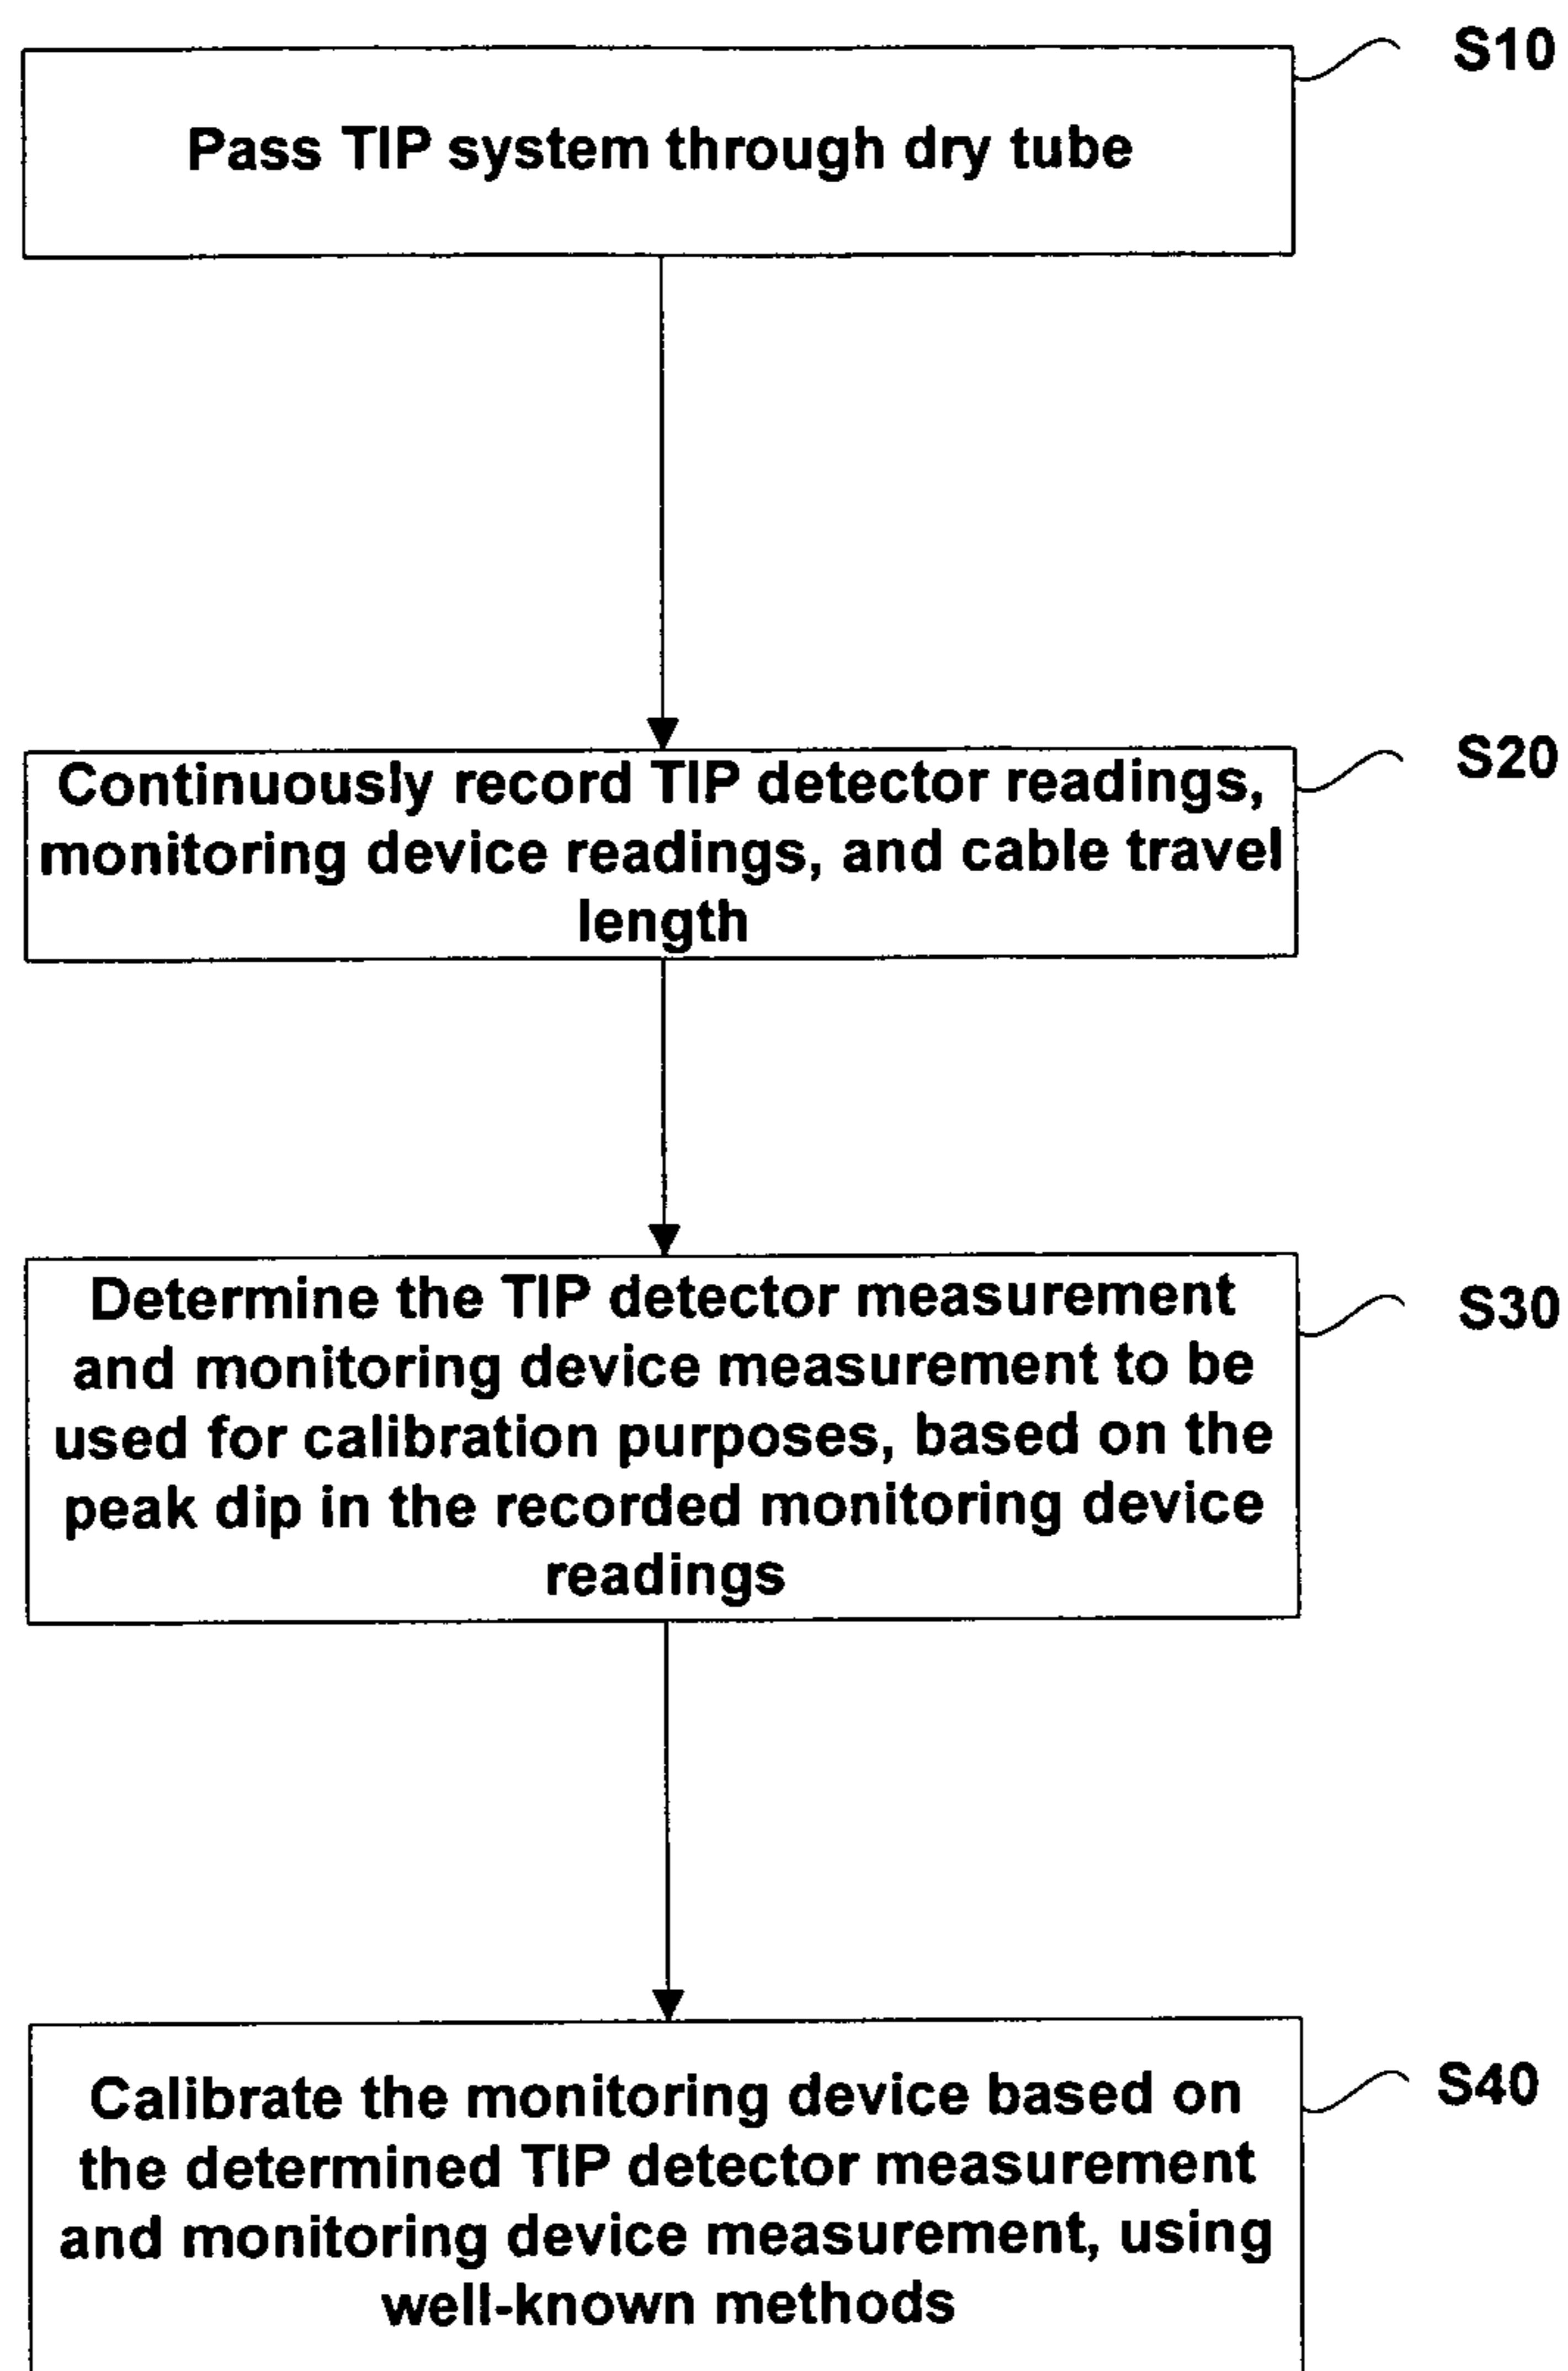 S10
Pass TIP system through dry tube
S20
Continuously record TIP detector readings,
monitoring device readings, and cable travel
length
S30
Determine the TIP detector measurement
and monitoring device measurement to be
used for calibration purposes, based on the
peak dip in the recorded monitoring device
readings
S40
Calibrate the monitoring device based on
the determined TIP detector measurement
and monitoring device measurement, using
well-known methods